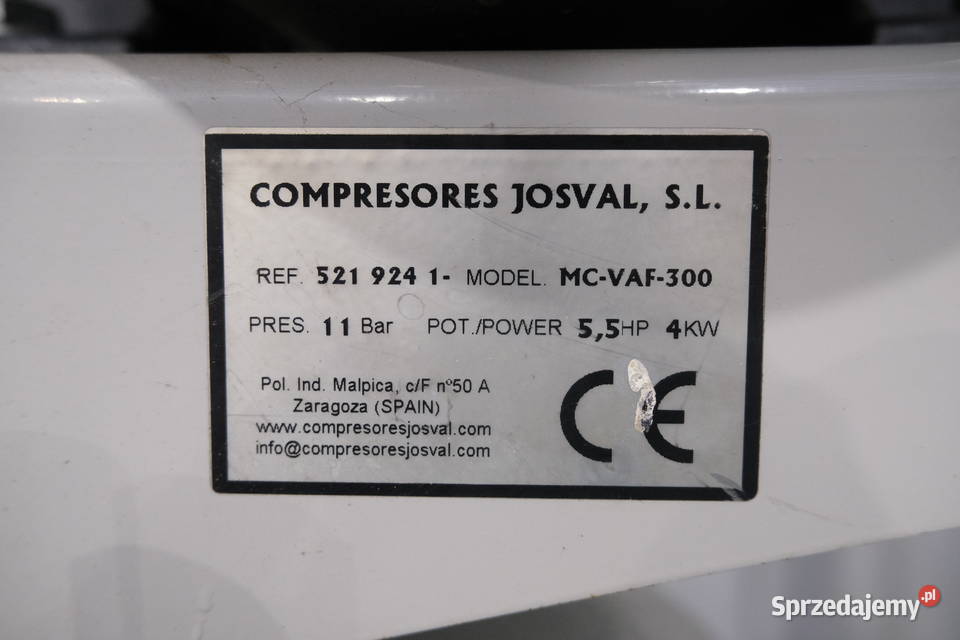 COMPRESORES JOSVAL, S.L.
REF. 521 924 1- MODEL. MC-VAF-300
PRES. 11 Bar POT./POWER 5,5HP 4KW
Pol. Ind. Malpica, c/F nº50 A
Zaragoza (SPAIN)
www.compresoresjosval.com
info@compresoresjosval.com
CE
Sprzedajemy.pl